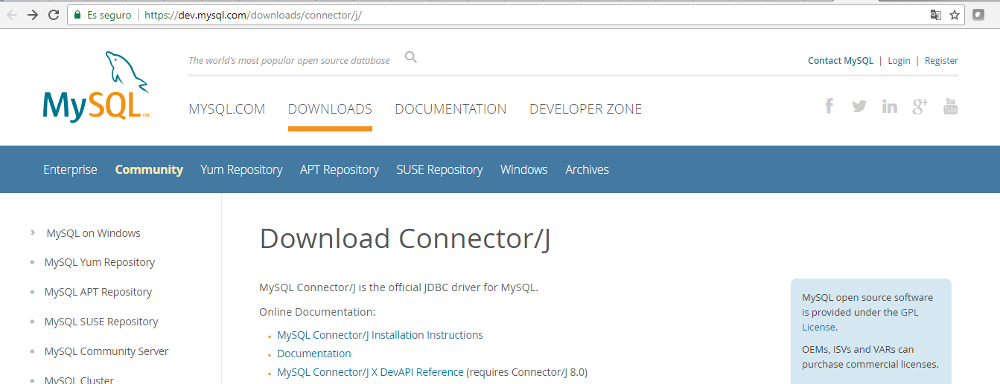 Es seguro https://dev.mysql.com/downloads/connector/j/
The world's most popular open source database
Contact MySQL | Login | Register
MySQL™
MYSQL.COM DOWNLOADS DOCUMENTATION DEVELOPER ZONE
f in g+ You Tube
Enterprise Community Yum Repository APT Repository SUSE Repository Windows Archives
MySQL on Windows
MySQL Yum Repository
MySQL APT Repository
MySQL SUSE Repository
MySQL Community Server
MySQL Cluster
Download Connector/J
MySQL Connector/J is the official JDBC driver for MySQL.
Online Documentation:
MySQL Connector/J Installation Instructions
Documentation
MySQL Connector/J X DevAPI Reference (requires Connector/J 8.0)
MySQL open source software
is provided under the GPL
License.
OEMs, ISVs and VARs can
purchase commercial licenses.